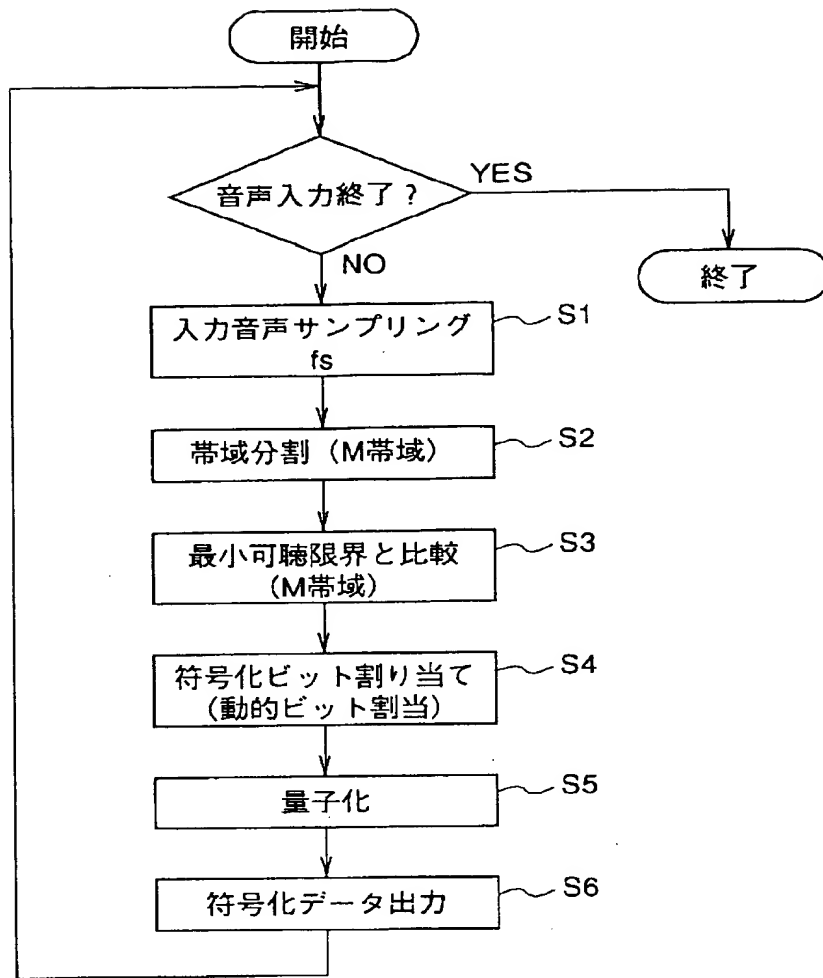 開始
音声入力終了?
YES
終了
NO
入力音声サンプリング
fs
S1
帯域分割 (M帯域)
S2
最小可聴限界と比較
(M帯域)
S3
符号化ビット割り当て
(動的ビット割当)
S4
量子化
S5
符号化データ出力
S6